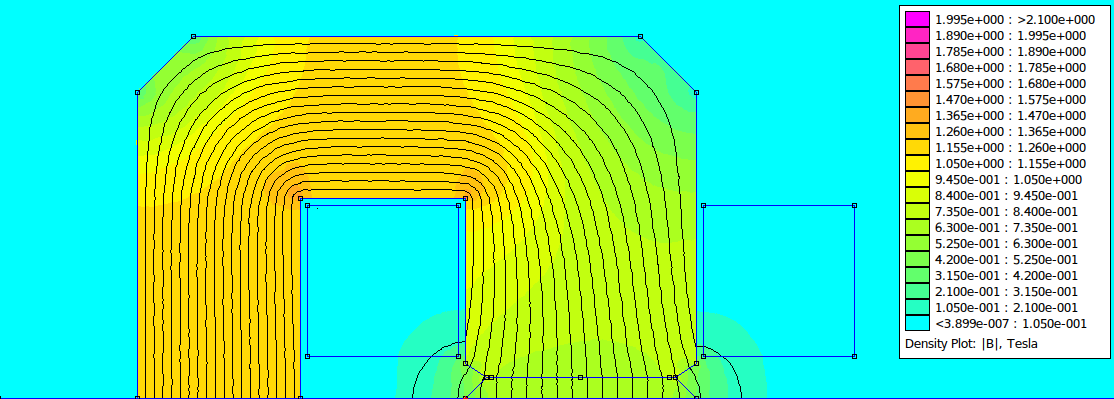 1.995e+000 : >2.100e+000
1.890e+000 : 1.995e+000
1.785e+000 : 1.890e+000
1.680e+000 : 1.785e+000
1.575e+000 : 1.680e+000
1.470e+000 : 1.575e+000
1.365e+000 : 1.470e+000
1.260e+000 : 1.365e+000
1.155e+000 : 1.260e+000
1.050e+000 : 1.155e+000
9.450e-001 : 1.050e+000
8.400e-001 : 9.450e-001
7.350e-001 : 8.400e-001
6.300e-001 : 7.350e-001
5.250e-001 : 6.300e-001
4.200e-001 : 5.250e-001
3.150e-001 : 4.200e-001
2.100e-001 : 3.150e-001
1.050e-001 : 2.100e-001
<3.899e-007 : 1.050e-001
Density Plot: |B|, Tesla